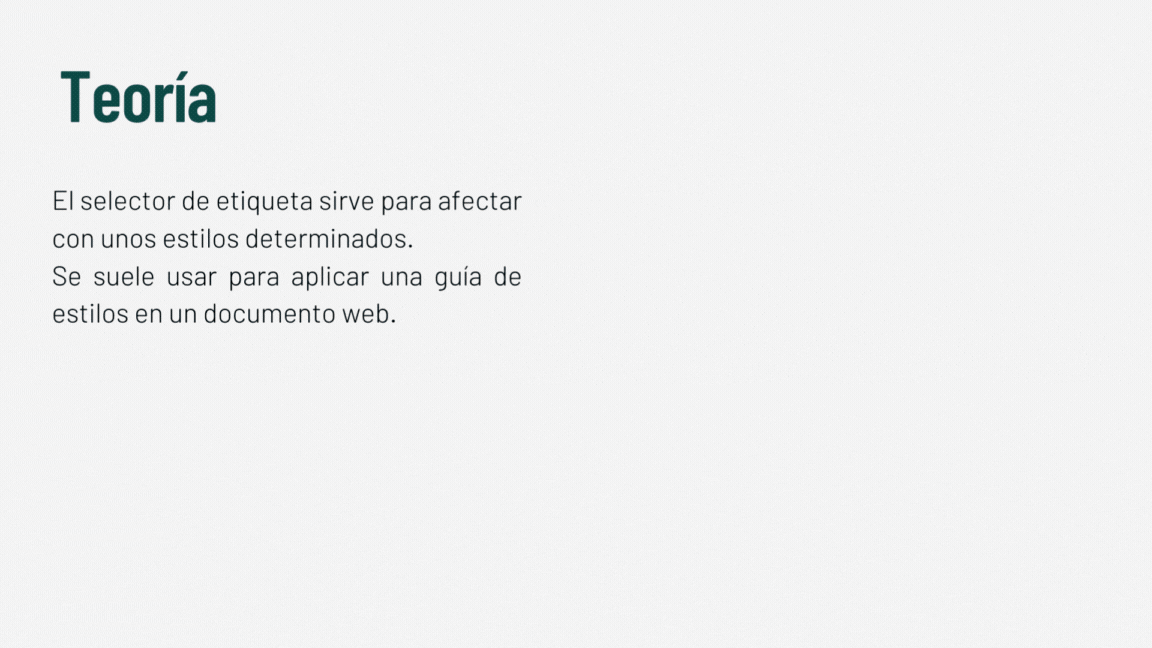 Teoría
El selector de etiqueta sirve para afectar
con unos estilos determinados.
Se suele usar para aplicar una guía de
estilos en un documento web.